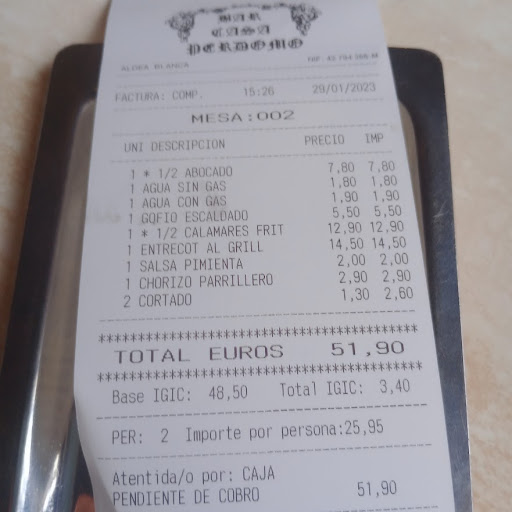 BAR
CASA
PERDOMO
ALDEA BLANCA
FACTURA: COMP. 15:26 29/01/2023
MESA:002
UNI DESCRIPCION PRECIO IMP
1 * 1/2 ABOCADO 7,80 7,80
1 AGUA SIN GAS 1,80 1,80
1 AGUA CON GAS 1,90 1,90
1 GOFIO ESCALDADO 5,50 5,50
1 * 1/2 CALAMARES FRIT 12,90 12,90
1 ENTRECOT AL GRILL 14,50 14,50
1 SALSA PIMIENTA 2,00 2,00
1 CHORIZO PARRILLERO 2,90 2,90
2 CORTADO 1,30 2,60
TOTAL EUROS 51,90
Base IGIC: 48,50 Total IGIC: 3,40
PER: 2 Importe por persona:25,95
Atentida/o por: CAJA
PENDIENTE DE COBRO 51,90